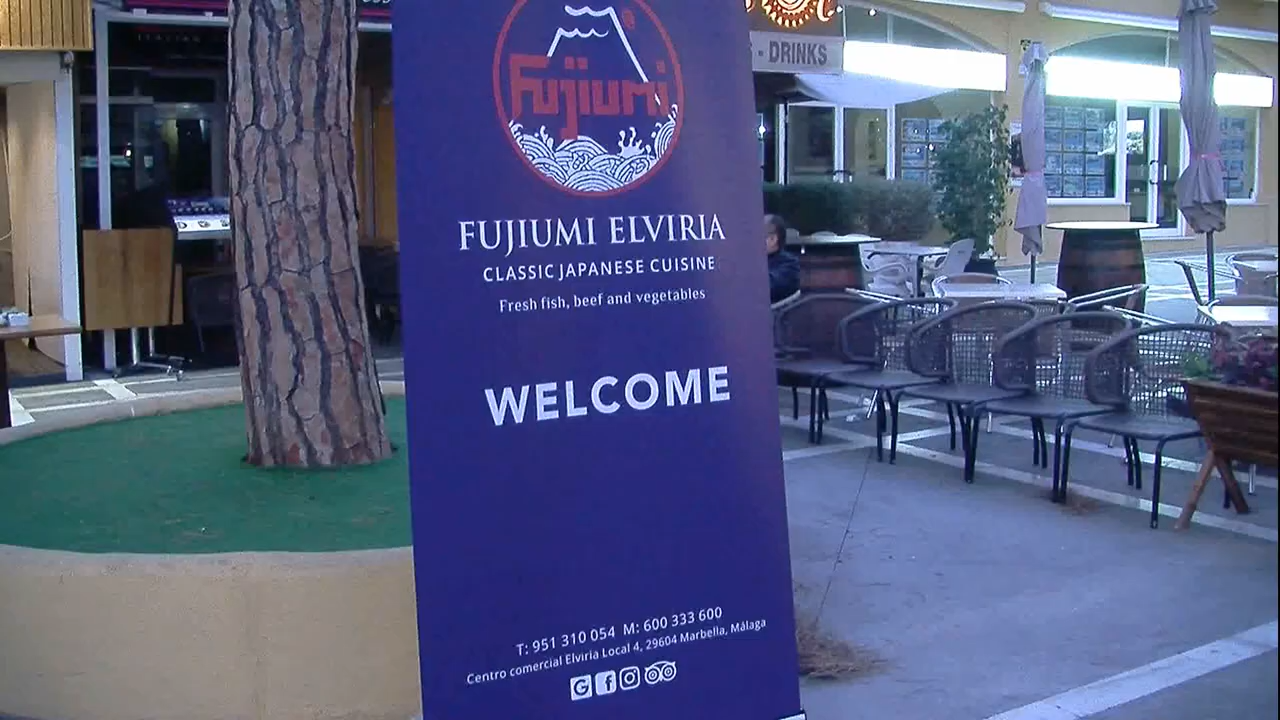 Fujiumi
FUJIUMI ELVIRIA
CLASSIC JAPANESE CUISINE
Fresh fish, beef and vegetables
WELCOME
T: 951 310 054 M: 600 333 600
Centro comercial Elviria Local 4, 29604 Marbella, Málaga
- DRINKS